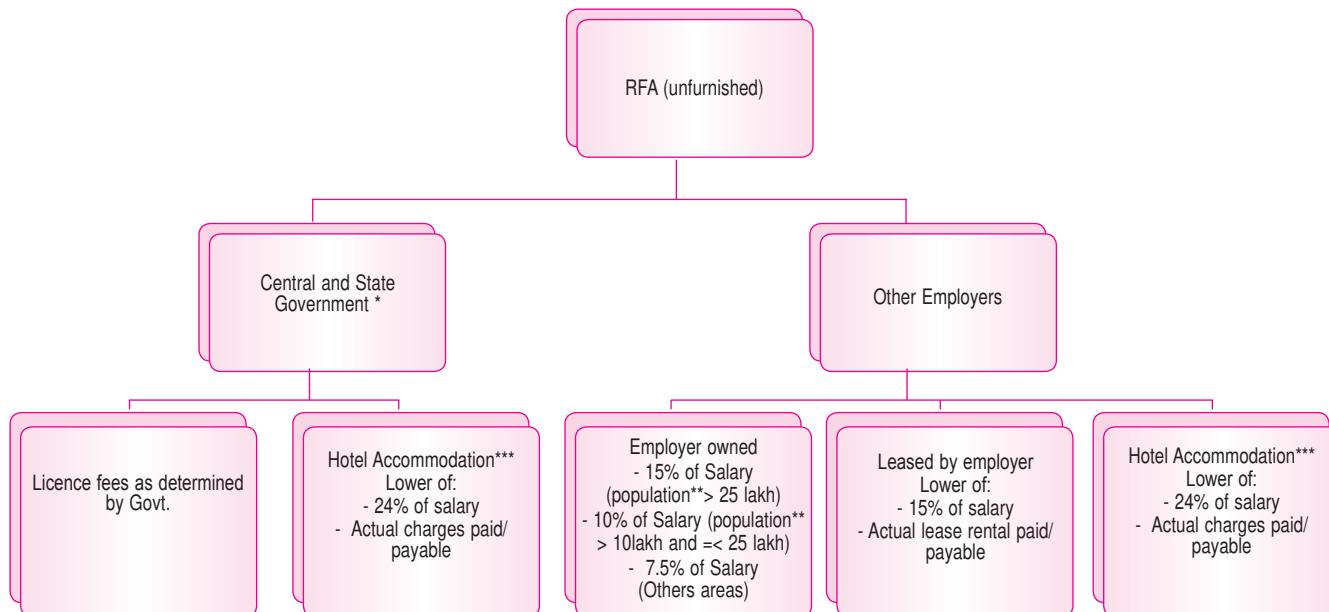 RFA (unfurnished)
Central and State
Government *
Other Employers
Licence fees as determined
by Govt.
Hotel Accommodation***
Lower of:
- 24% of salary
- Actual charges paid/
payable
Employer owned
- 15% of Salary
(population**> 25 lakh)
- 10% of Salary (population**
> 10lakh and =< 25 lakh)
- 7.5% of Salary
(Others areas)
Leased by employer
Lower of:
- 15% of salary
- Actual lease rental paid/
payable
Hotel Accommodation***
Lower of:
- 24% of salary
- Actual charges paid/
payable